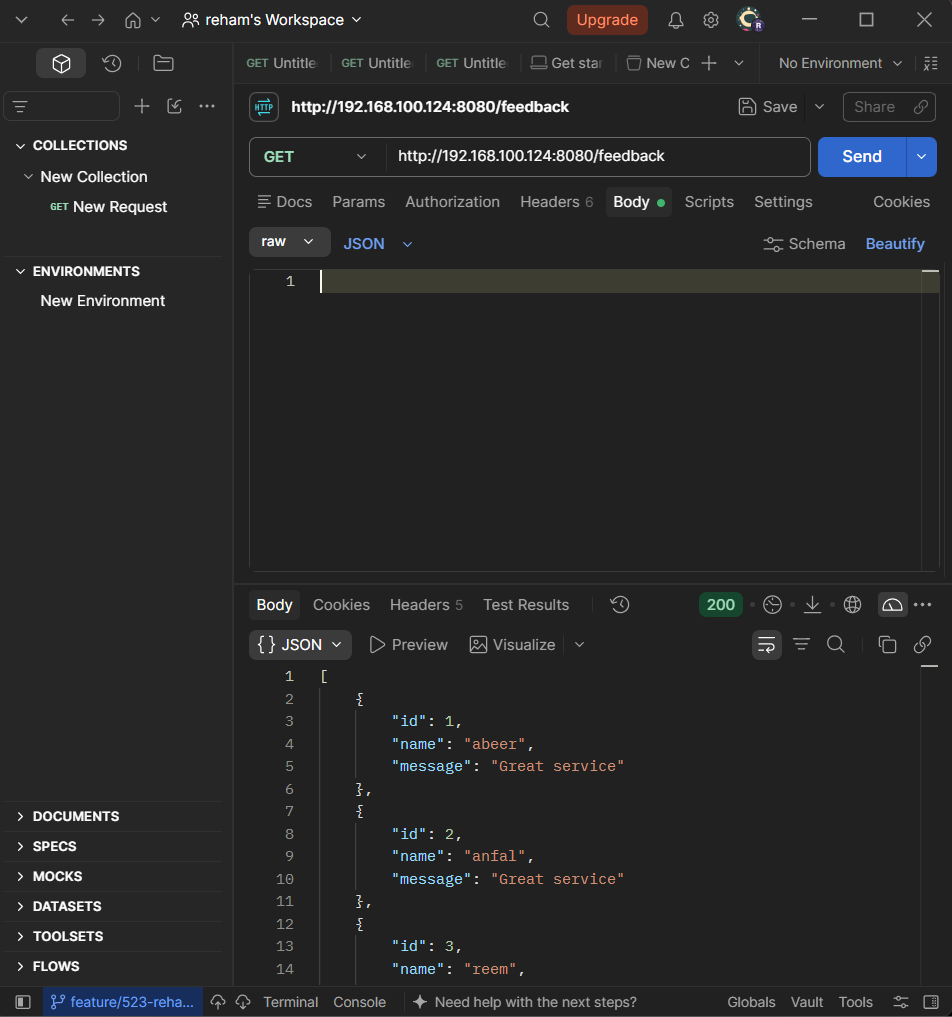 reham's Workspace
Upgrade
R
GET Untitle
GET Untitle
GET Untitle
Get star
New C
No Environment
COLLECTIONS
New Collection
GET New Request
ENVIRONMENTS
New Environment
DOCUMENTS
SPECS
MOCKS
DATASETS
TOOLSETS
FLOWS
HTTP
http://192.168.100.124:8080/feedback
Save
Share
GET
http://192.168.100.124:8080/feedback
Send
Docs
Params
Authorization
Headers 6
Body
Scripts
Settings
Cookies
raw
JSON
Schema
Beautify
1
Body
Cookies
Headers 5
Test Results
200
{} JSON
Preview
Visualize
1 [
2 {
3 "id": 1,
4 "name": "abeer",
5 "message": "Great service"
6 },
7 {
8 "id": 2,
9 "name": "anfal",
10 "message": "Great service"
11 },
12 {
13 "id": 3,
14 "name": "reem",
feature/523-reha...
Terminal
Console
Need help with the next steps?
Globals
Vault
Tools